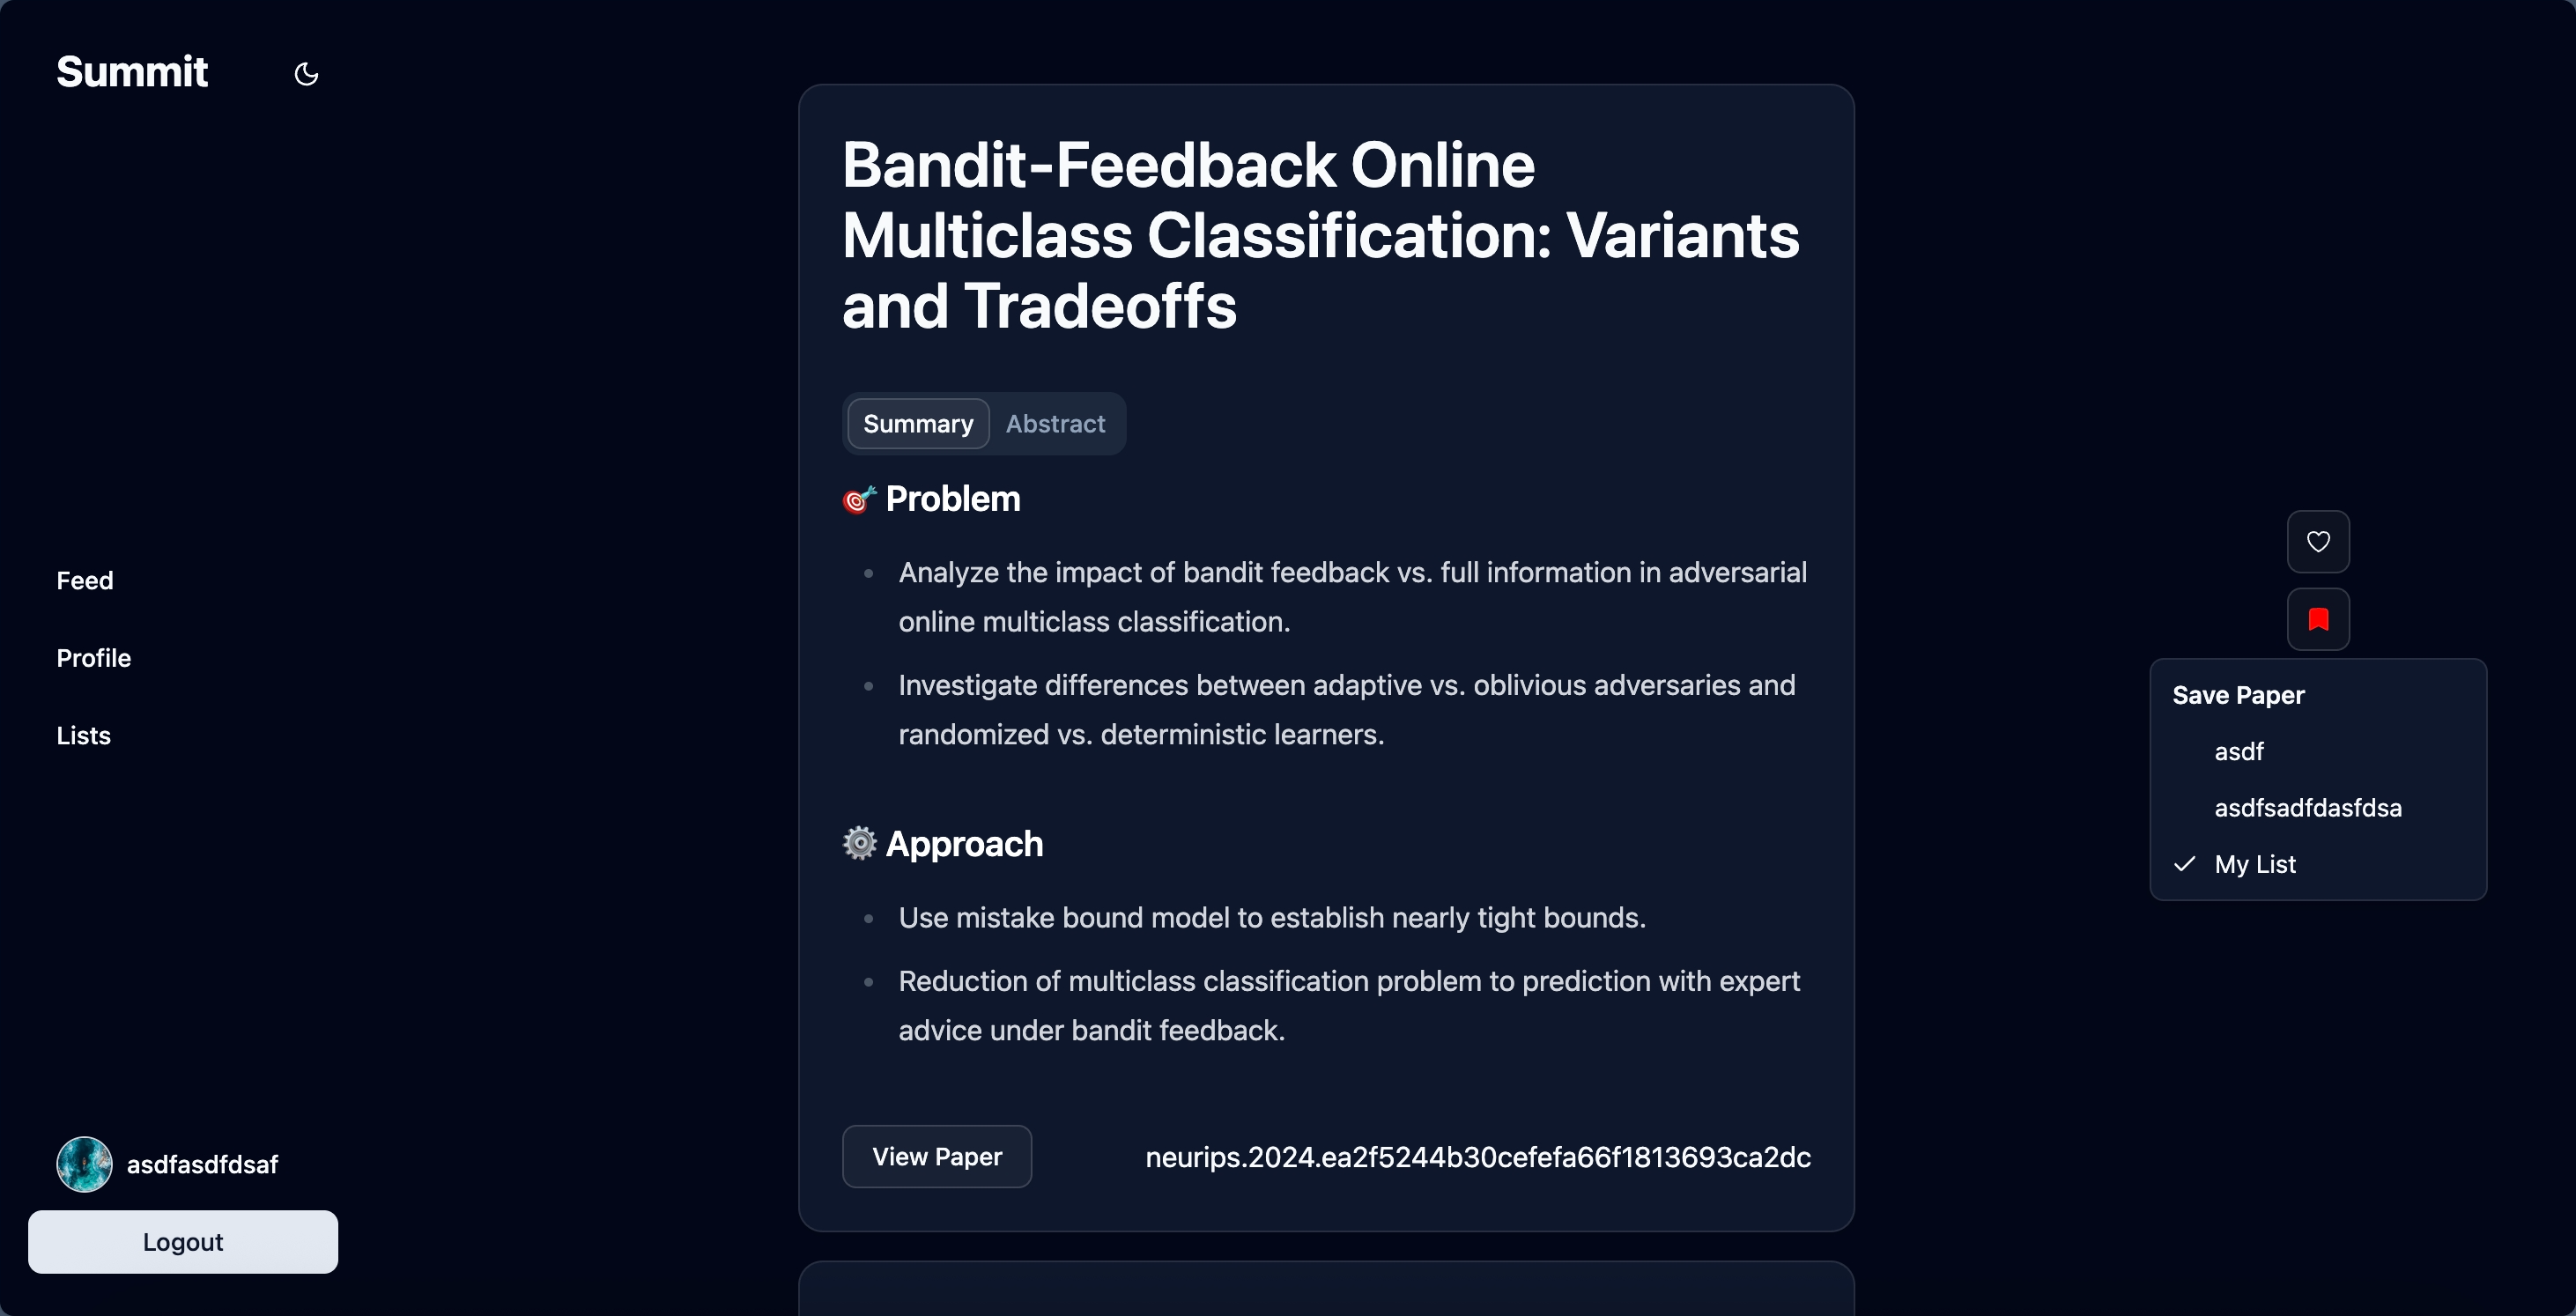 Summit
Feed
Profile
Lists
asdfasdfdsaf
Logout
Bandit-Feedback Online
Multiclass Classification: Variants
and Tradeoffs
Summary Abstract
🎯 Problem
• Analyze the impact of bandit feedback vs. full information in adversarial
online multiclass classification.
• Investigate differences between adaptive vs. oblivious adversaries and
randomized vs. deterministic learners.
⚙️ Approach
• Use mistake bound model to establish nearly tight bounds.
• Reduction of multiclass classification problem to prediction with expert
advice under bandit feedback.
View Paper neurips.2024.ea2f5244b30cefefa66f1813693ca2dc
Save Paper
asdf
asdfsadfdasfdsa
My List